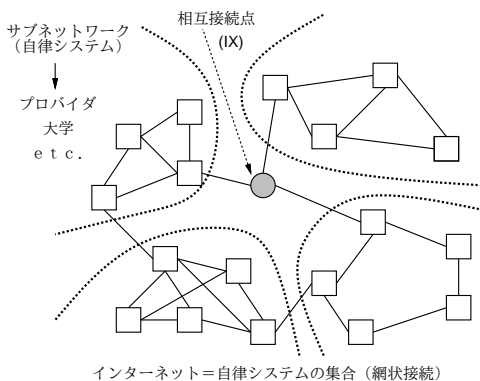 相互接続点
(IX)
サブネットワーク
（自律システム）
プロバイダ
大学
ｅｔｃ．
インターネット＝自律システムの集合（網状接続）